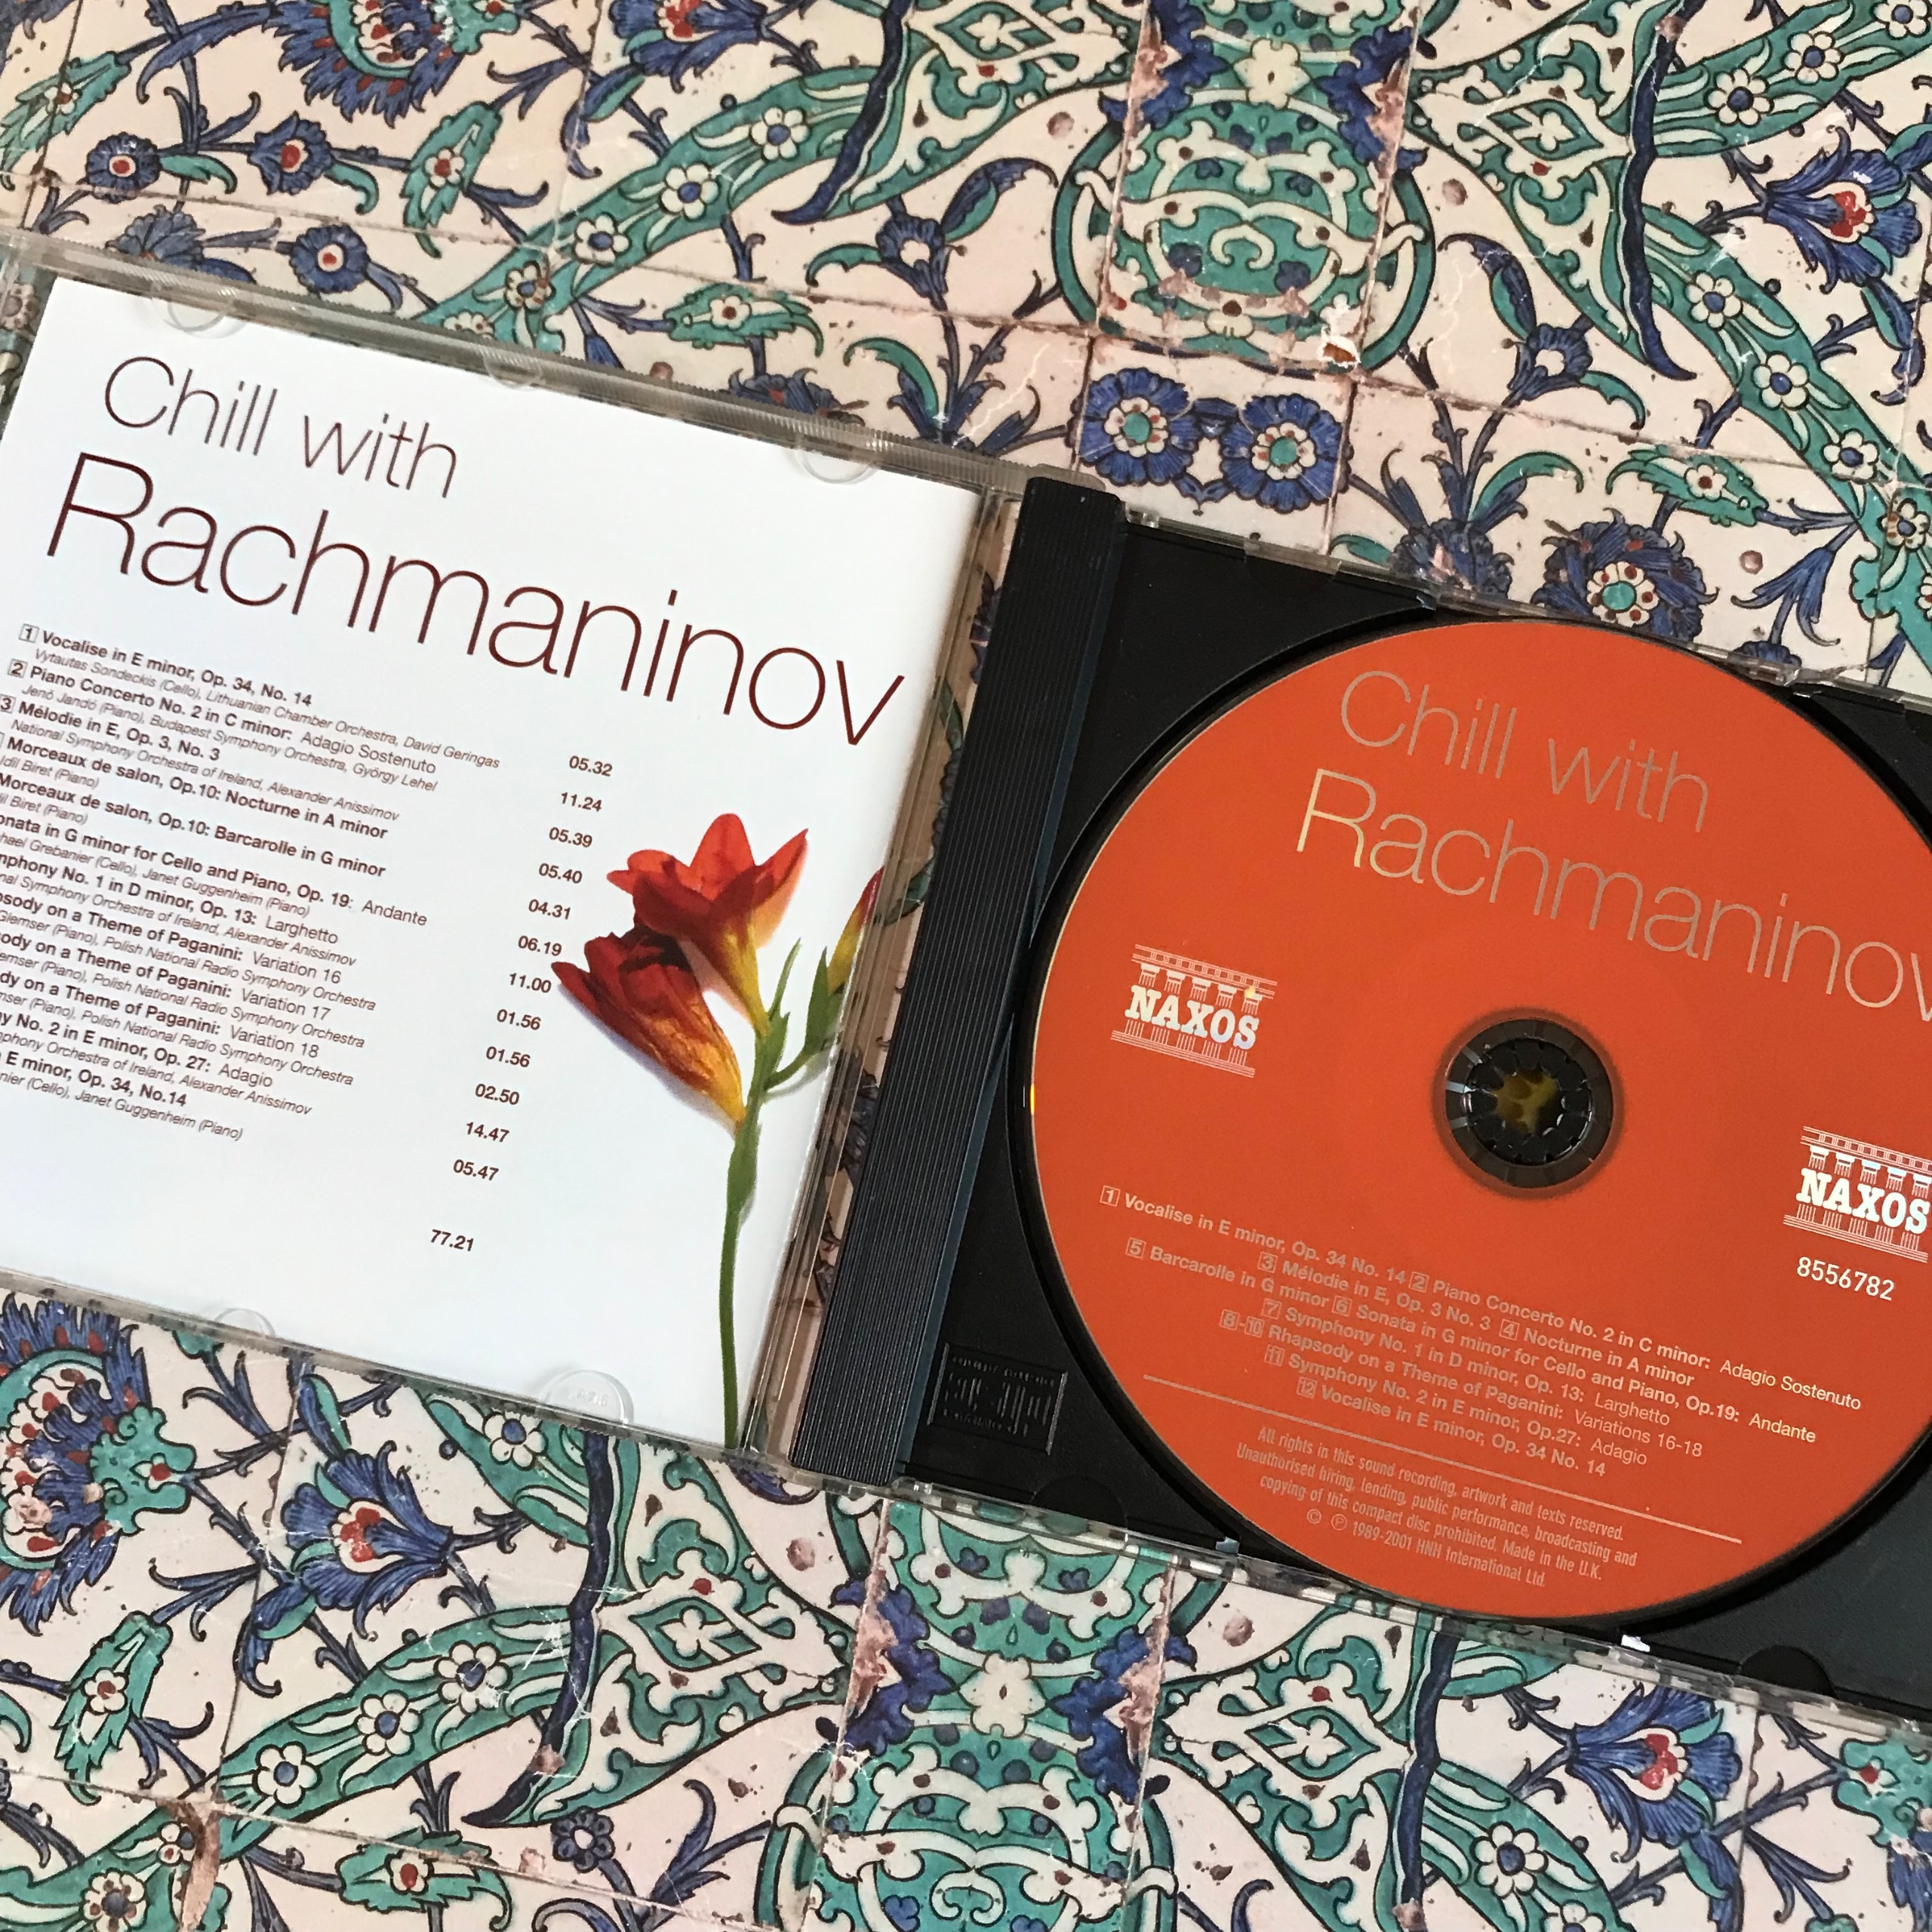 Chill with
Rachmaninov
1 Vocalise in E minor, Op. 34, No. 14
Vytautas Sondeckis (Cello), Lithuanian Chamber Orchestra, David Geringas
05.32
2 Piano Concerto No. 2 in C minor: Adagio Sostenuto
Jenö Jandó (Piano), Budapest Symphony Orchestra, György Lehel
11.24
3 Mélodie in E, Op. 3, No. 3
National Symphony Orchestra of Ireland, Alexander Anissimov
05.39
Morceaux de salon, Op.10: Nocturne in A minor
Idil Biret (Piano)
05.40
Morceaux de salon, Op.10: Barcarolle in G minor
Biret (Piano)
04.31
in G minor for Cello and Piano, Op. 19: Andante
Grebanier (Cello), Janet Guggenheim (Piano)
06.19
No. 1 in D minor, Op. 13: Larghetto
Symphony Orchestra of Ireland, Alexander Anissimov
11.00
on a Theme of Paganini: Variation 16
Glemser (Piano), Polish National Radio Symphony Orchestra
01.56
on a Theme of Paganini: Variation 17
(Piano), Polish National Radio Symphony Orchestra
01.56
on a Theme of Paganini: Variation 18
(Piano), Polish National Radio Symphony Orchestra
02.50
No. 2 in E minor, Op. 27: Adagio
Orchestra of Ireland, Alexander Anissimov
14.47
E minor, Op. 34, No.14
(Cello), Janet Guggenheim (Piano)
05.47
77.21
Chill with
Rachmaninov
NAXOS
NAXOS
8556782
1 Vocalise in E minor, Op. 34 No. 14 2 Piano Concerto No. 2 in C minor: Adagio Sostenuto
3 Mélodie in E, Op. 3 No. 3 4 Nocturne in A minor
5 Barcarolle in G minor 6 Sonata in G minor for Cello and Piano, Op.19: Andante
7 Symphony No. 1 in D minor, Op. 13: Larghetto
8-10 Rhapsody on a Theme of Paganini: Variations 16-18
11 Symphony No. 2 in E minor, Op.27: Adagio
12 Vocalise in E minor, Op. 34 No. 14
All rights in this sound recording, artwork and texts reserved.
Unauthorised hiring, lending, public performance, broadcasting and
copying of this compact disc prohibited. Made in the U.K.
© ℗ 1989-2001 HNH International Ltd.